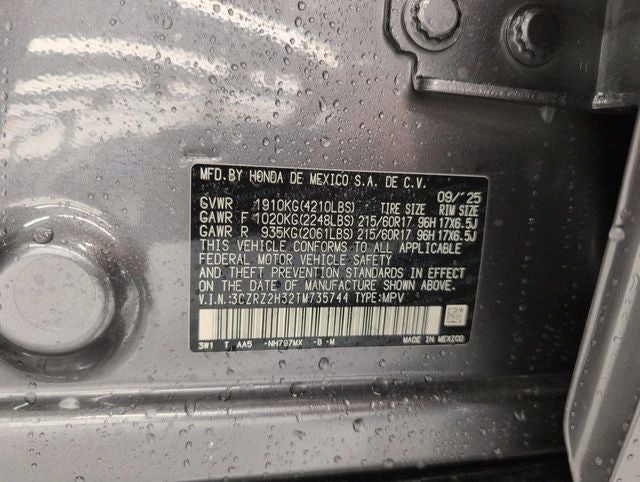 MFD.BY HONDA DE MEXICO S.A. DE C.V.
09/'25
GVWR 1910KG(4210LBS) TIRE SIZE RIM SIZE
GAWR F 1020KG(2248LBS) 215/60R17 96H 17X6.5J
GAWR R 935KG(2061LBS) 215/60R17 96H 17X6.5J
THIS VEHICLE CONFORMS TO ALL APPLICABLE
FEDERAL MOTOR VEHICLE SAFETY
AND THEFT PREVENTION STANDARDS IN EFFECT
ON THE DATE OF MANUFACTURE SHOWN ABOVE.
V.I.N:3CZRZ2H32TM735744 TYPE:MPV
3W1 T AA5 -NH797MX -B -M MADE IN MEXICO